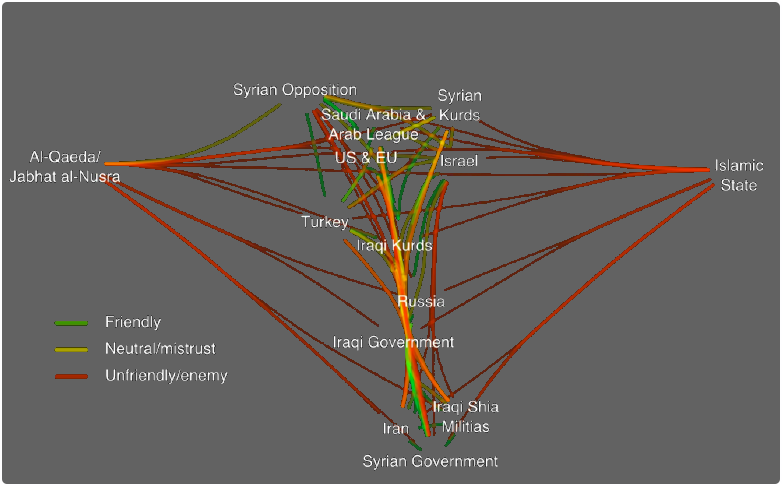 Syrian Opposition
Syrian
Kurds
Saudi Arabia &
Arab League
US & EU
Israel
Al-Qaeda/
Jabhat al-Nusra
Islamic
State
Turkey
Iraqi Kurds
Russia
Friendly
Iraqi Government
Neutral/mistrust
Unfriendly/enemy
Iraqi Shia
Militias
Iran
Syrian Government